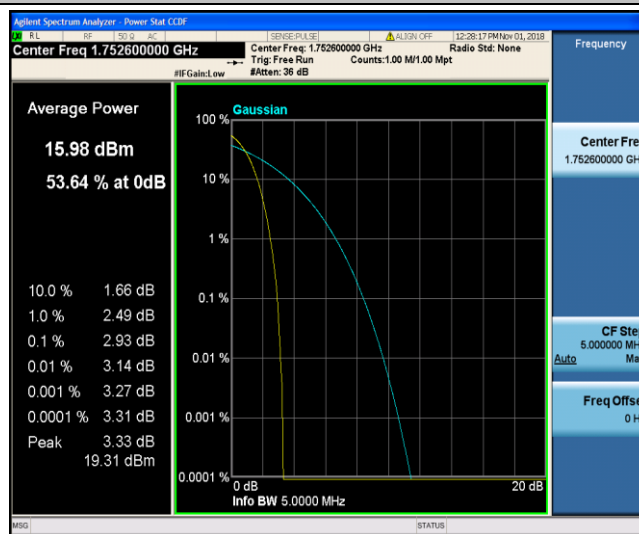 Agilent Spectrum Analyzer - Power Stat CCDF
RL RF 50 Ω AC SENSE:PULSE ALIGN OFF 12:28:17 PM Nov 01, 2018
Center Freq 1.752600000 GHz
Center Freq: 1.752600000 GHz Radio Std: None
Trig: Free Run Counts:1.00 M/1.00 Mpt
#IFGain:Low #Atten: 36 dB
Frequency
Average Power
15.98 dBm
53.64 % at 0dB
10.0 % 1.66 dB
1.0 % 2.49 dB
0.1 % 2.93 dB
0.01 % 3.14 dB
0.001 % 3.27 dB
0.0001 % 3.31 dB
Peak 3.33 dB
19.31 dBm
Gaussian
100 %
10 %
1 %
0.1 %
0.01 %
0.001 %
0.0001 %
0 dB 20 dB
Info BW 5.0000 MHz
Center Fre
1.752600000 GH
CF Ste
5.000000 MH
Auto Ma
Freq Offse
0 H
MSG STATUS